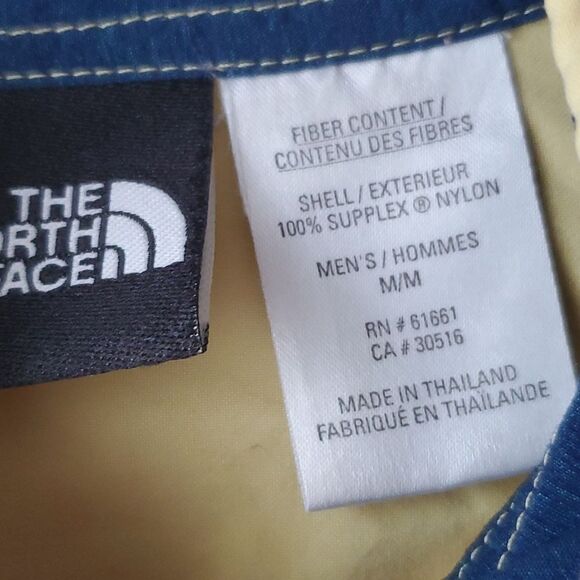 THE
ORTH
FACE
FIBER CONTENT/
CONTENU DES FIBRES
SHELL/EXTERIEUR
100% SUPPLEX ® NYLON
MEN'S/HOMMES
M/M
RN # 61661
CA # 30516
MADE IN THAILAND
FABRIQUÉ EN THAÏLANDE